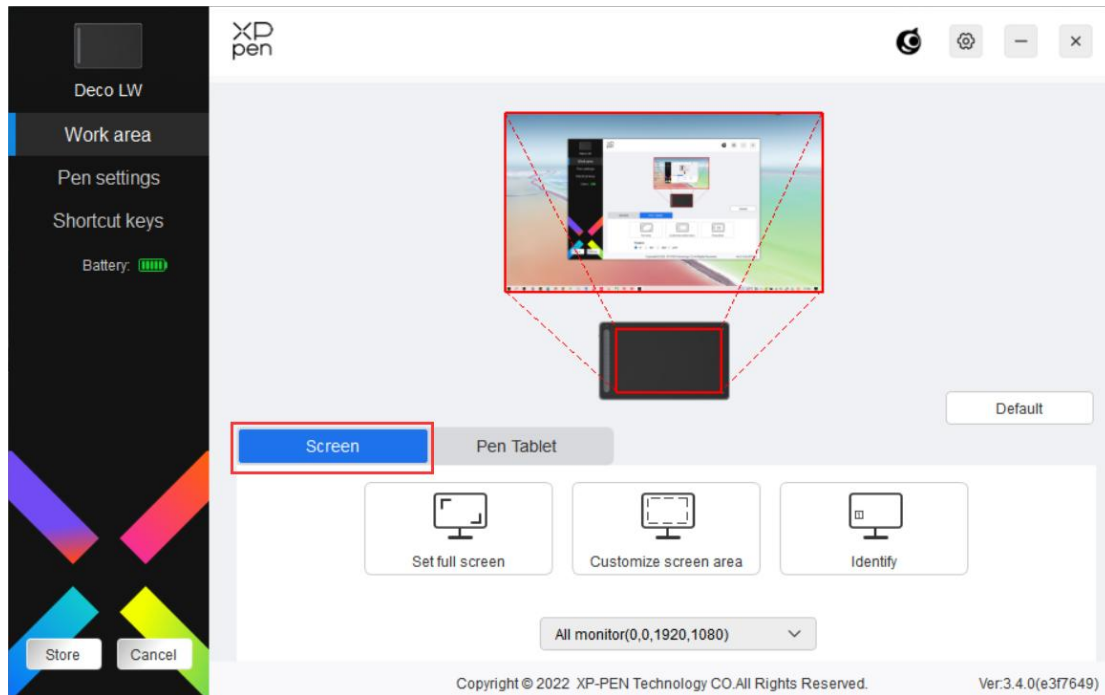 XP
pen
Deco LW
Work area
Pen settings
Shortcut keys
Battery:
Default
Screen
Pen Tablet
Set full screen
Customize screen area
Identify
All monitor(0,0,1920,1080)
Store
Cancel
Copyright © 2022 XP-PEN Technology CO.All Rights Reserved.
Ver:3.4.0(e3f7649)